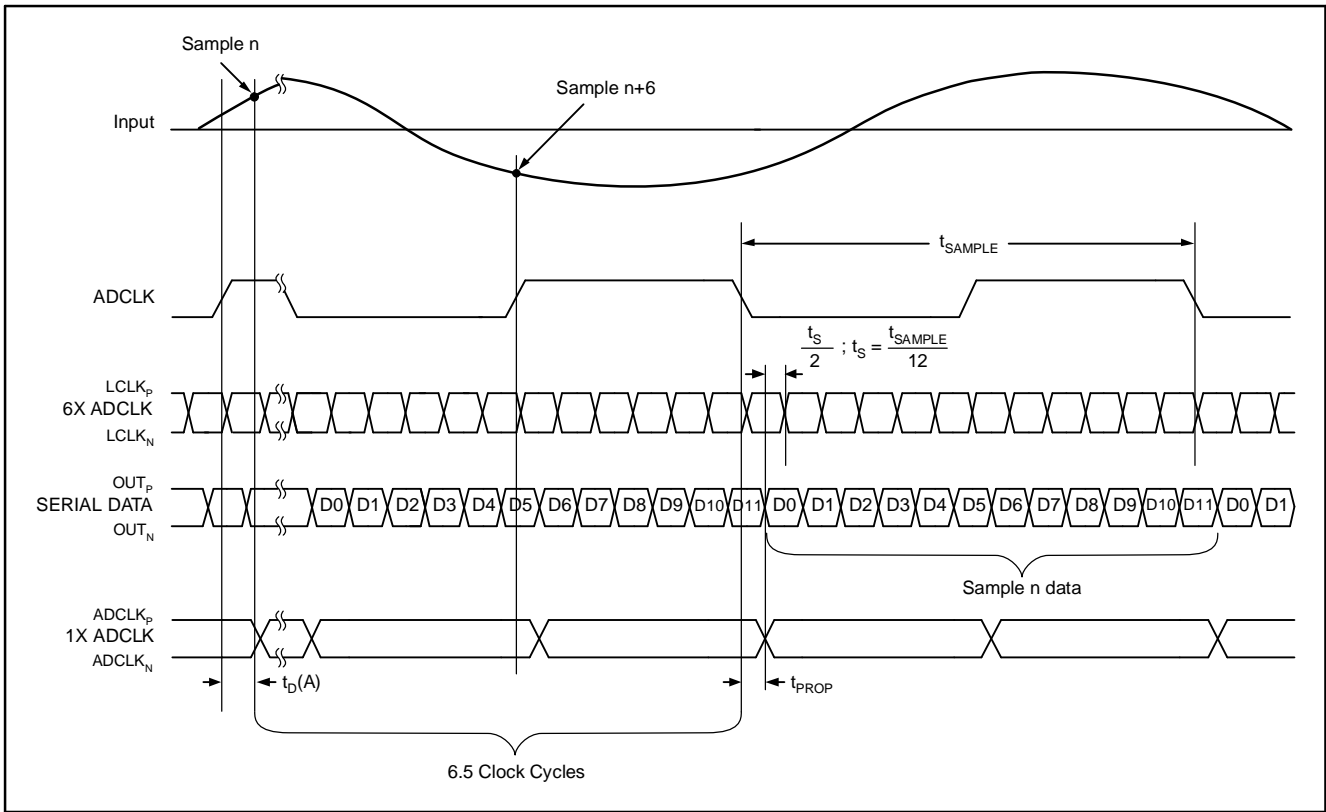 Sample n
Sample n+6
Input
tSAMPLE
ADCLK
tS/2 ; tS = tSAMPLE/12
LCLKP
6X ADCLK
LCLKN
OUTP
SERIAL DATA
OUTN
D0 D1 D2 D3 D4 D5 D6 D7 D8 D9 D10 D11 D0 D1 D2 D3 D4 D5 D6 D7 D8 D9 D10 D11 D0 D1
Sample n data
ADCLKP
1X ADCLK
ADCLKN
tD(A)
tPROP
6.5 Clock Cycles